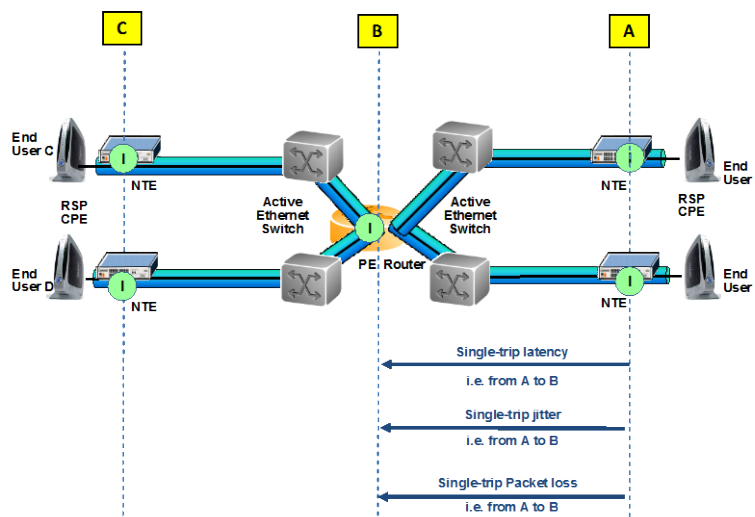 C
B
A
End
User C
I
NTE
RSP
CPE
Active
Ethernet
Switch
I
Active
Ethernet
Switch
I
NTE
End
User
RSP
CPE
PE Router
End
User D
I
NTE
I
NTE
End
User
Single-trip latency
i.e. from A to B
Single-trip jitter
i.e. from A to B
Single-trip Packet loss
i.e. from A to B